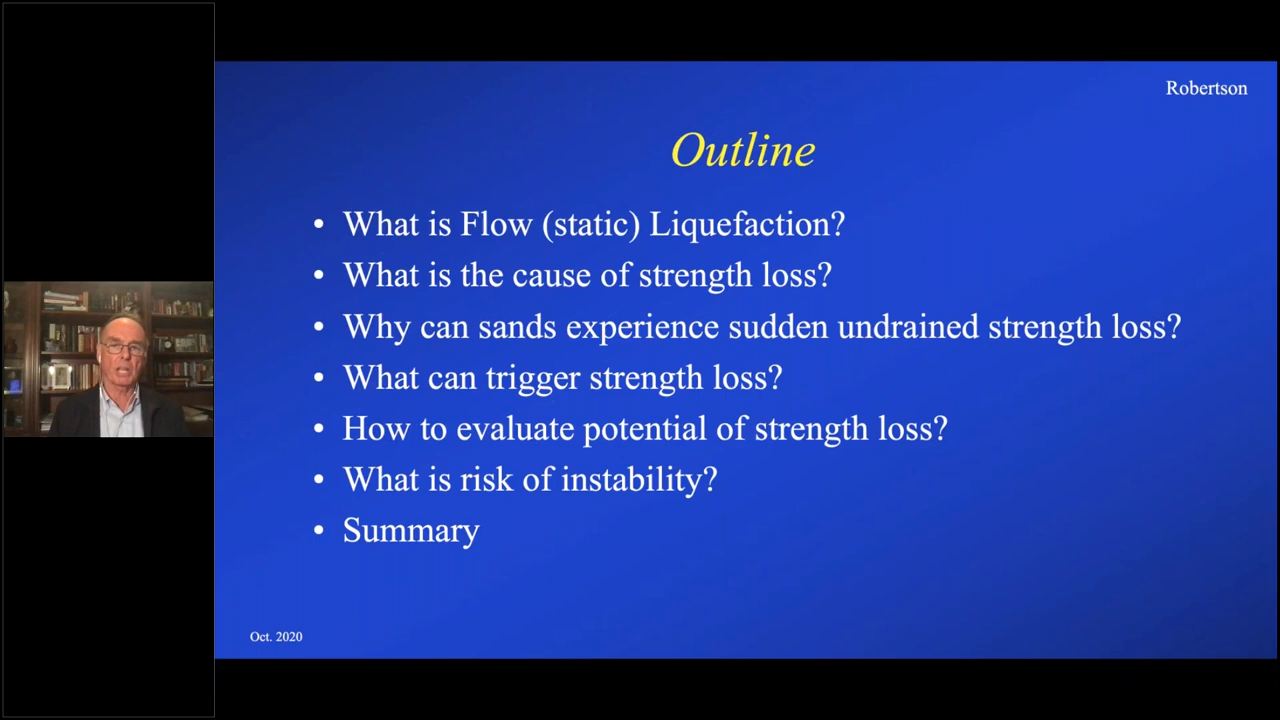 Robertson
Outline
• What is Flow (static) Liquefaction?
• What is the cause of strength loss?
• Why can sands experience sudden undrained strength loss?
• What can trigger strength loss?
• How to evaluate potential of strength loss?
• What is risk of instability?
• Summary
Oct. 2020